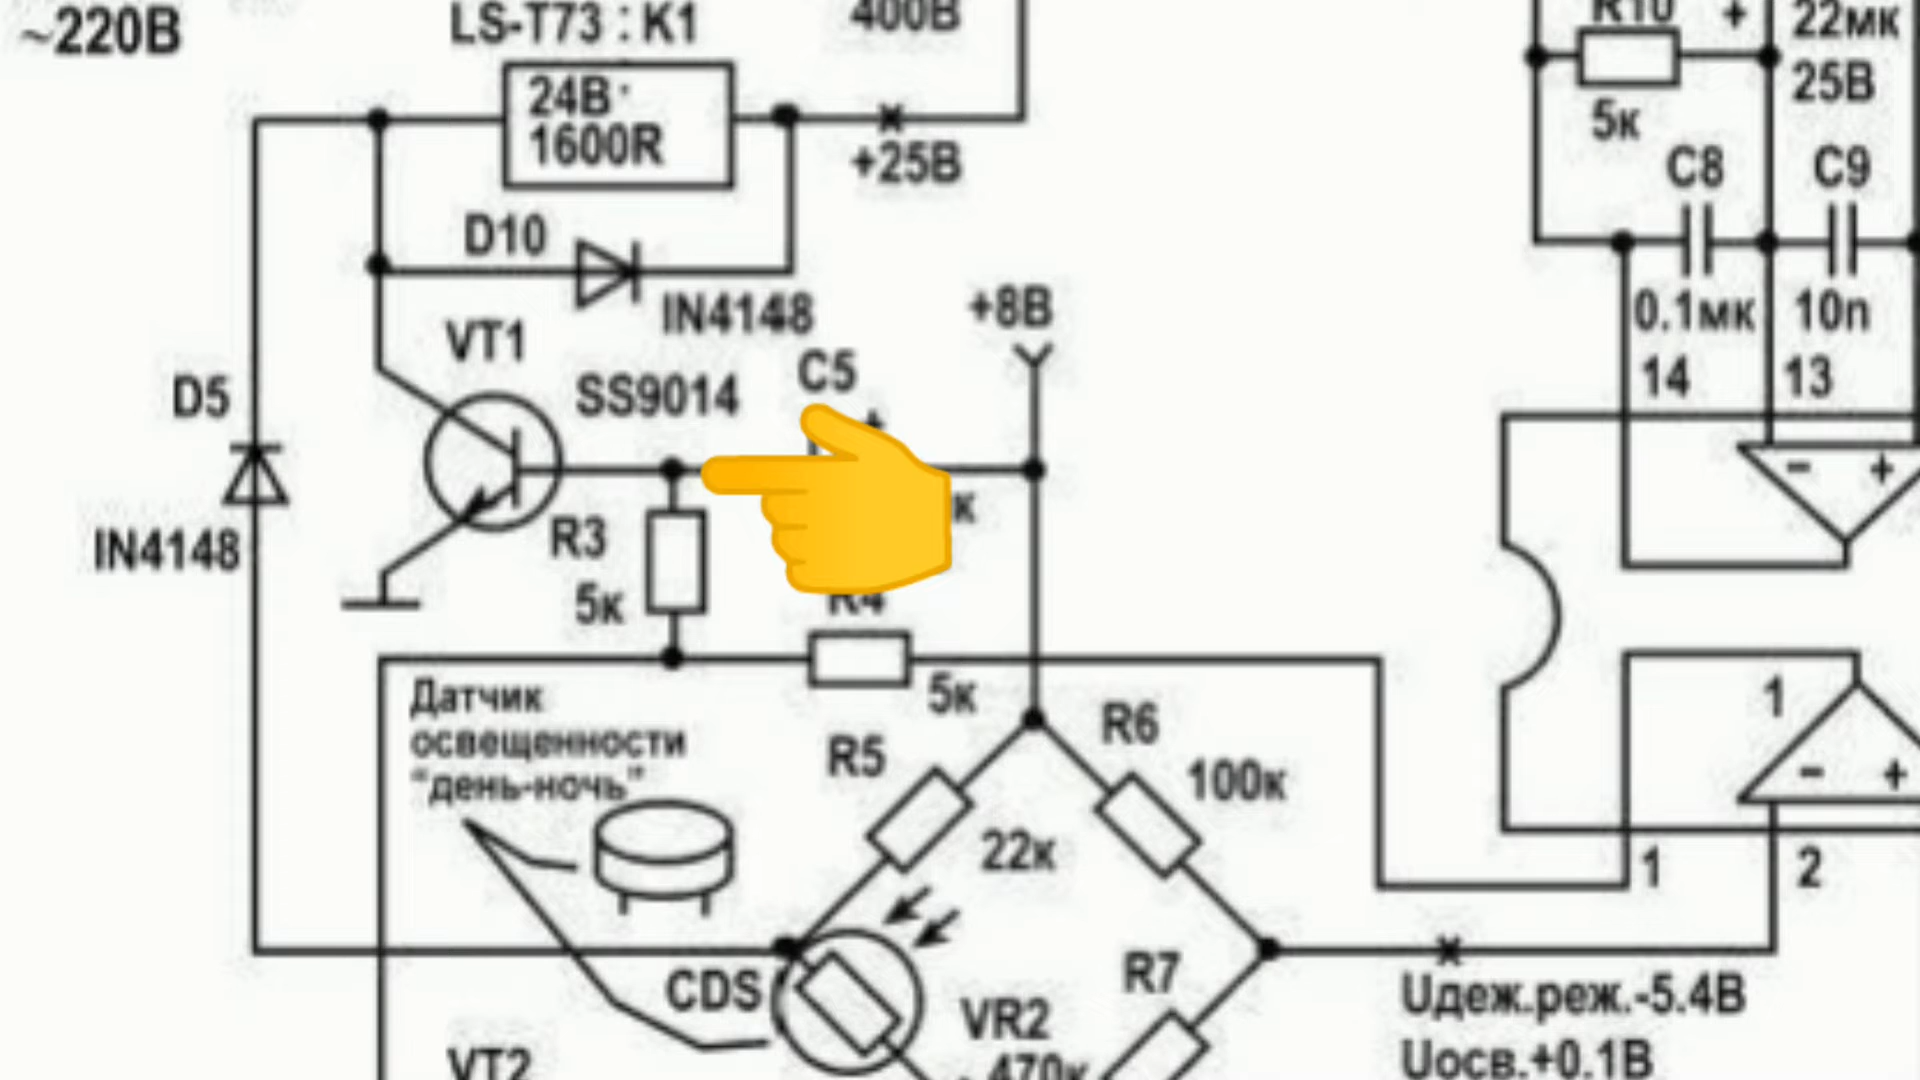 ~220В
LS-T73 : K1
400В
24В
1600R
+25В
D10
IN4148
VT1
SS9014
C5
+
+8В
D5
IN4148
R3
5к
к
R4
5к
Датчик
освещенности
"день-ночь"
R5
22к
R6
100к
CDS
VR2
470к
R7
VT2
Uдеж.реж.-5.4В
Uосв.+0.1В
R10
5к
+
22мк
25В
C8
0.1мк
C9
10n
14
13
- +
1
- +
1
2